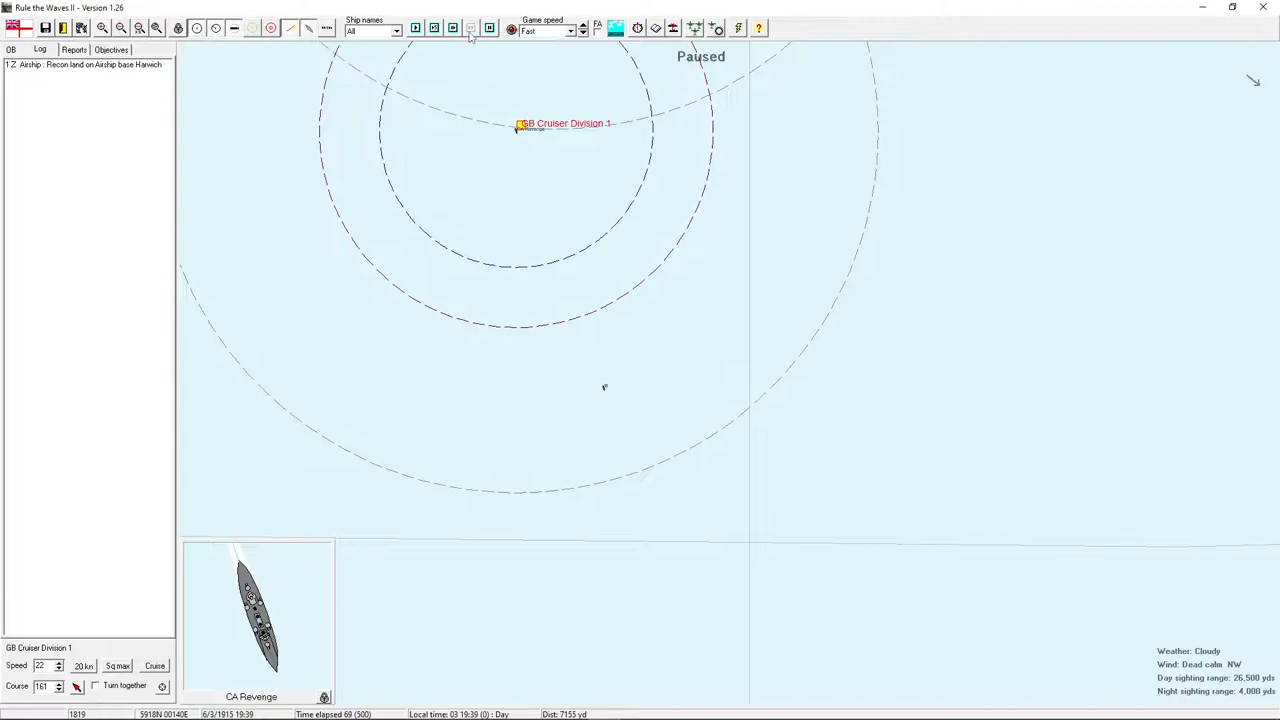 Rule the Waves II - Version 1.26
Ship names
All
Game speed
Fast
FA
OB
Log
Reports
Objectives
1 Z Airship : Recon land on Airship base Harwich
Paused
GB Cruiser Division 1
CA Revenge
GB Cruiser Division 1
Speed
22
20 kn
Sq max
Cruise
Course
161
Turn together
CA Revenge
Weather: Cloudy
Wind: Dead calm NW
Day sighting range: 26,500 yds
Night sighting range: 4,000 yds
1819
5918N 00140E
6/3/1915 19:39
Time elapsed 69 (500)
Local time: 03 19:39 (0) : Day
Dist: 7155 yd